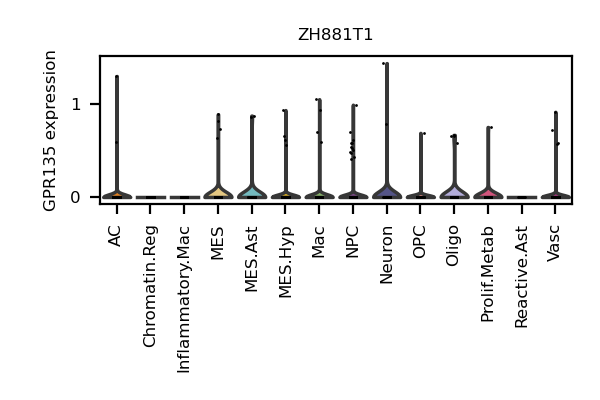 ZH881T1
GPR135 expression
1
0
AC
Chromatin.Reg
Inflammatory.Mac
MES
MES.Ast
MES.Hyp
Mac
NPC
Neuron
OPC
Oligo
Prolif.Metab
Reactive.Ast
Vasc